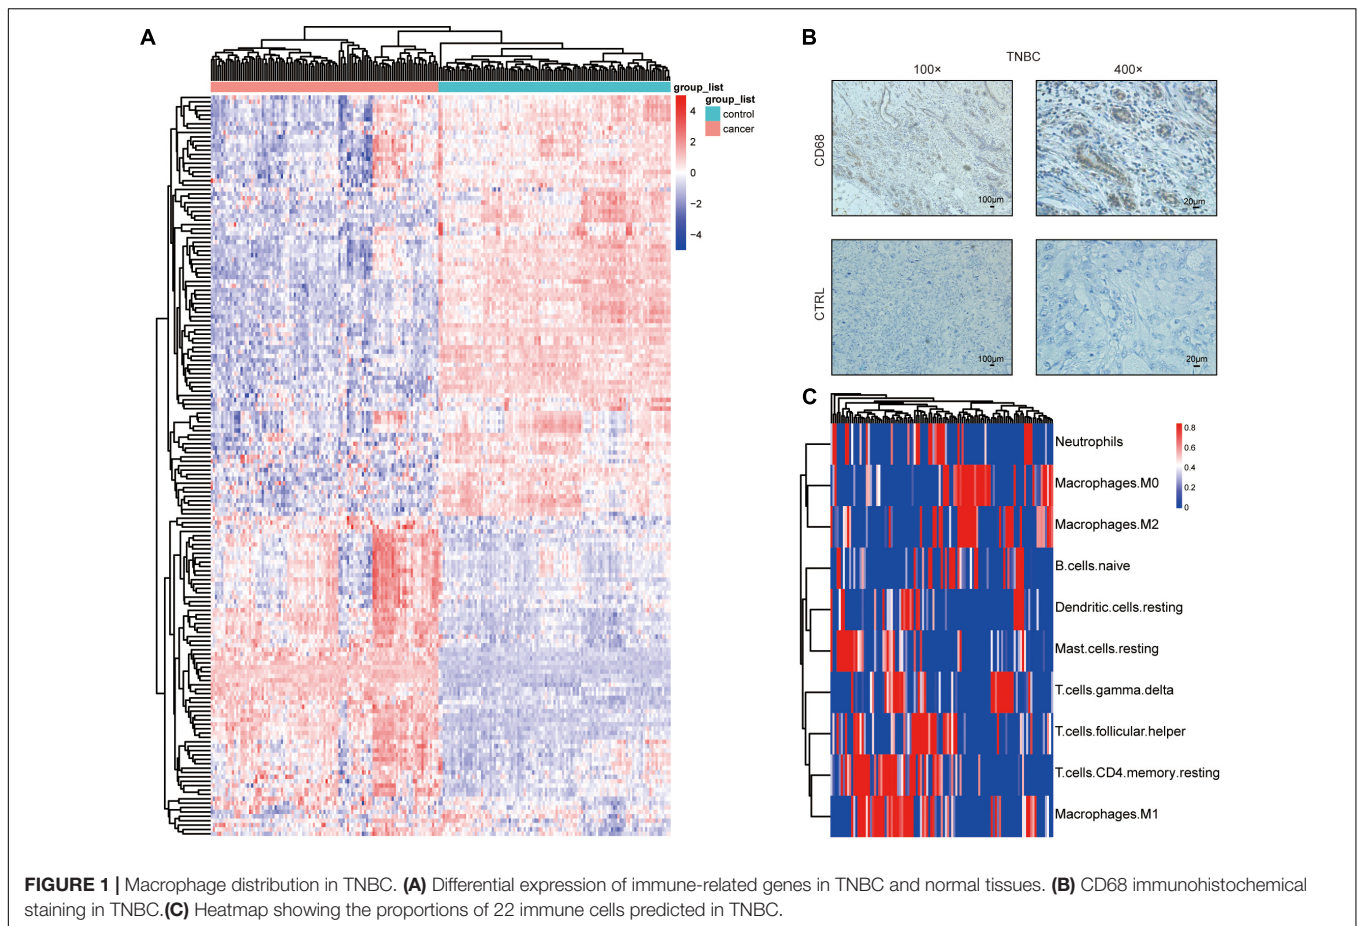 A
group_list
4
2
0
−2
−4
group_list
control
cancer
B
TNBC
100×
400×
CD68
100μm
20μm
CTRL
100μm
20μm
C
Neutrophils
Macrophages.M0
Macrophages.M2
B.cells.naive
Dendritic.cells.resting
Mast.cells.resting
T.cells.gamma.delta
T.cells.follicular.helper
T.cells.CD4.memory.resting
Macrophages.M1
0.8
0.6
0.4
0.2
0
FIGURE 1 | Macrophage distribution in TNBC. (A) Differential expression of immune-related genes in TNBC and normal tissues. (B) CD68 immunohistochemical
staining in TNBC.(C) Heatmap showing the proportions of 22 immune cells predicted in TNBC.